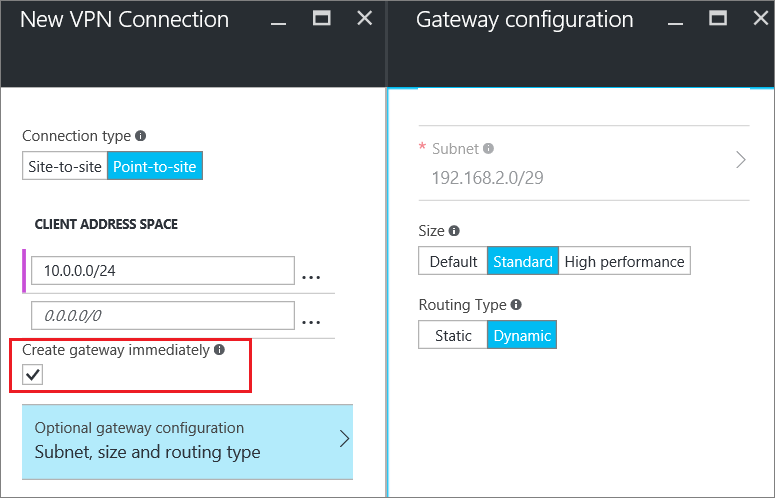 New VPN Connection
Connection type
Site-to-site Point-to-site
CLIENT ADDRESS SPACE
10.0.0.0/24 ...
0.0.0.0/0 ...
Create gateway immediately
Optional gateway configuration
Subnet, size and routing type
Gateway configuration
* Subnet
192.168.2.0/29
Size
Default Standard High performance
Routing Type
Static Dynamic